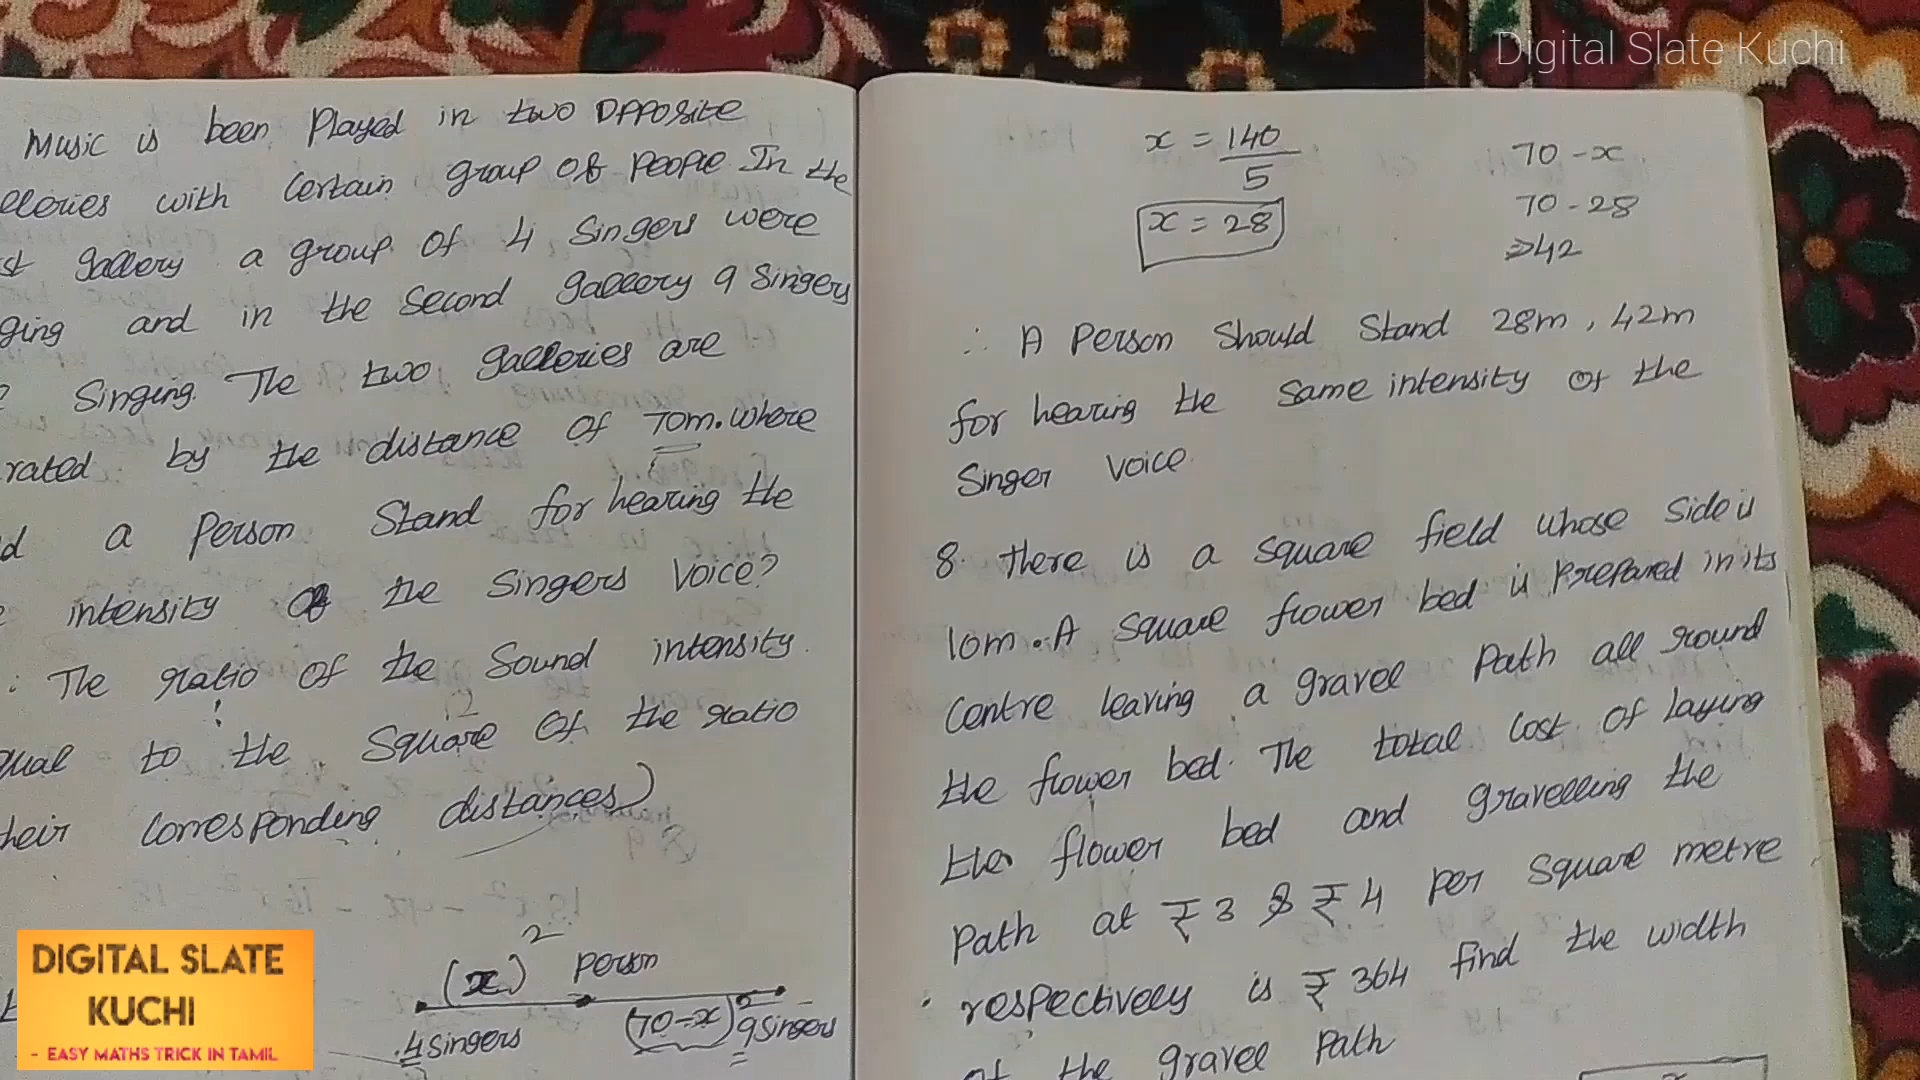 Music is been Played in two Opposite
lleries with Certain group of people In the
st gallery a group of 4 Singers were
ging and in the Second gallery 9 Singers
e Singing. The two galleries are
rated by the distance of 70m. where
d a Person Stand for hearing the
e intensity of the Singers Voice?
: The ratio of the Sound intensity
qual to the Square of the ratio
heir Corresponding distances)
(x)² person
4 Singers (70-x)² 9 Singers
x = 140/5
x = 28
70 - x
70 - 28
⇒ 42
∴ A Person Should Stand 28m, 42m
for hearing the Same intensity of the
Singer Voice
8. There is a Square field whose Side is
10m. A Square flower bed is Prepared in its
Centre leaving a gravel Path all round
the flower bed. The total Cost of Laying
the flower bed and gravelling the
Path at ₹ 3 & ₹ 4 Per Square metre
respectively is ₹ 364 find the width
of the gravel Path
Digital Slate Kuchi
DIGITAL SLATE
KUCHI
- EASY MATHS TRICK IN TAMIL